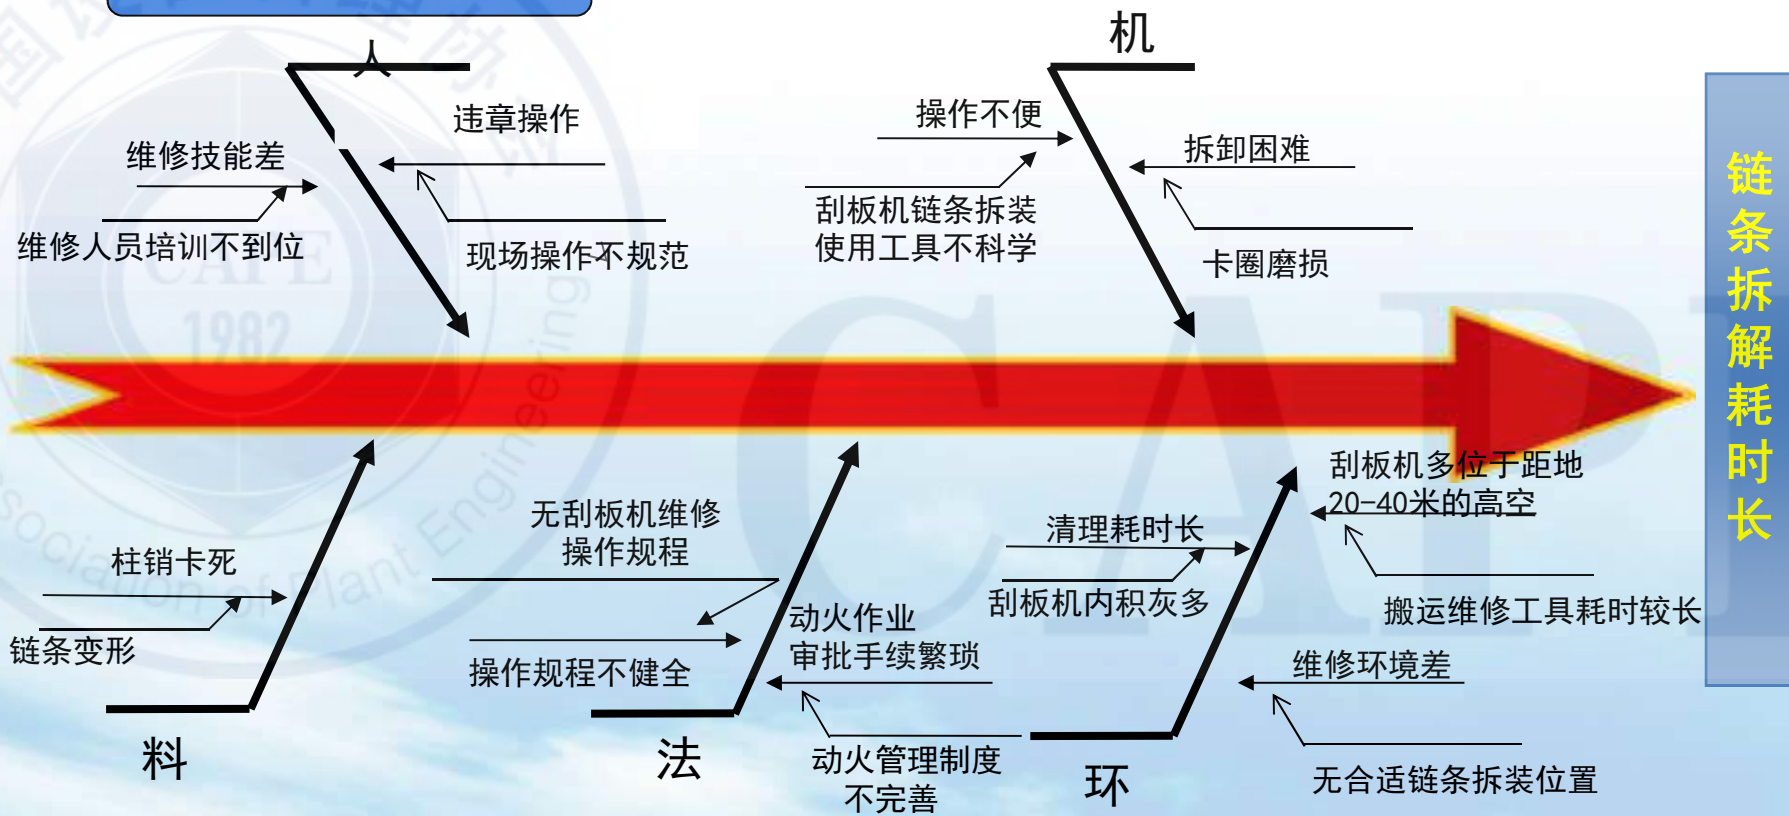 人
机
违章操作
维修技能差
维修人员培训不到位
现场操作不规范
操作不便
拆卸困难
刮板机链条拆装
使用工具不科学
卡圈磨损
链条拆解耗时长
刮板机多位于距地
20-40米的高空
清理耗时长
刮板机内积灰多
搬运维修工具耗时较长
维修环境差
无合适链条拆装位置
环
无刮板机维修
操作规程
操作规程不健全
动火作业
审批手续繁琐
动火管理制度
不完善
法
柱销卡死
链条变形
料
CAPE
1982
sociation of Plant Engineering